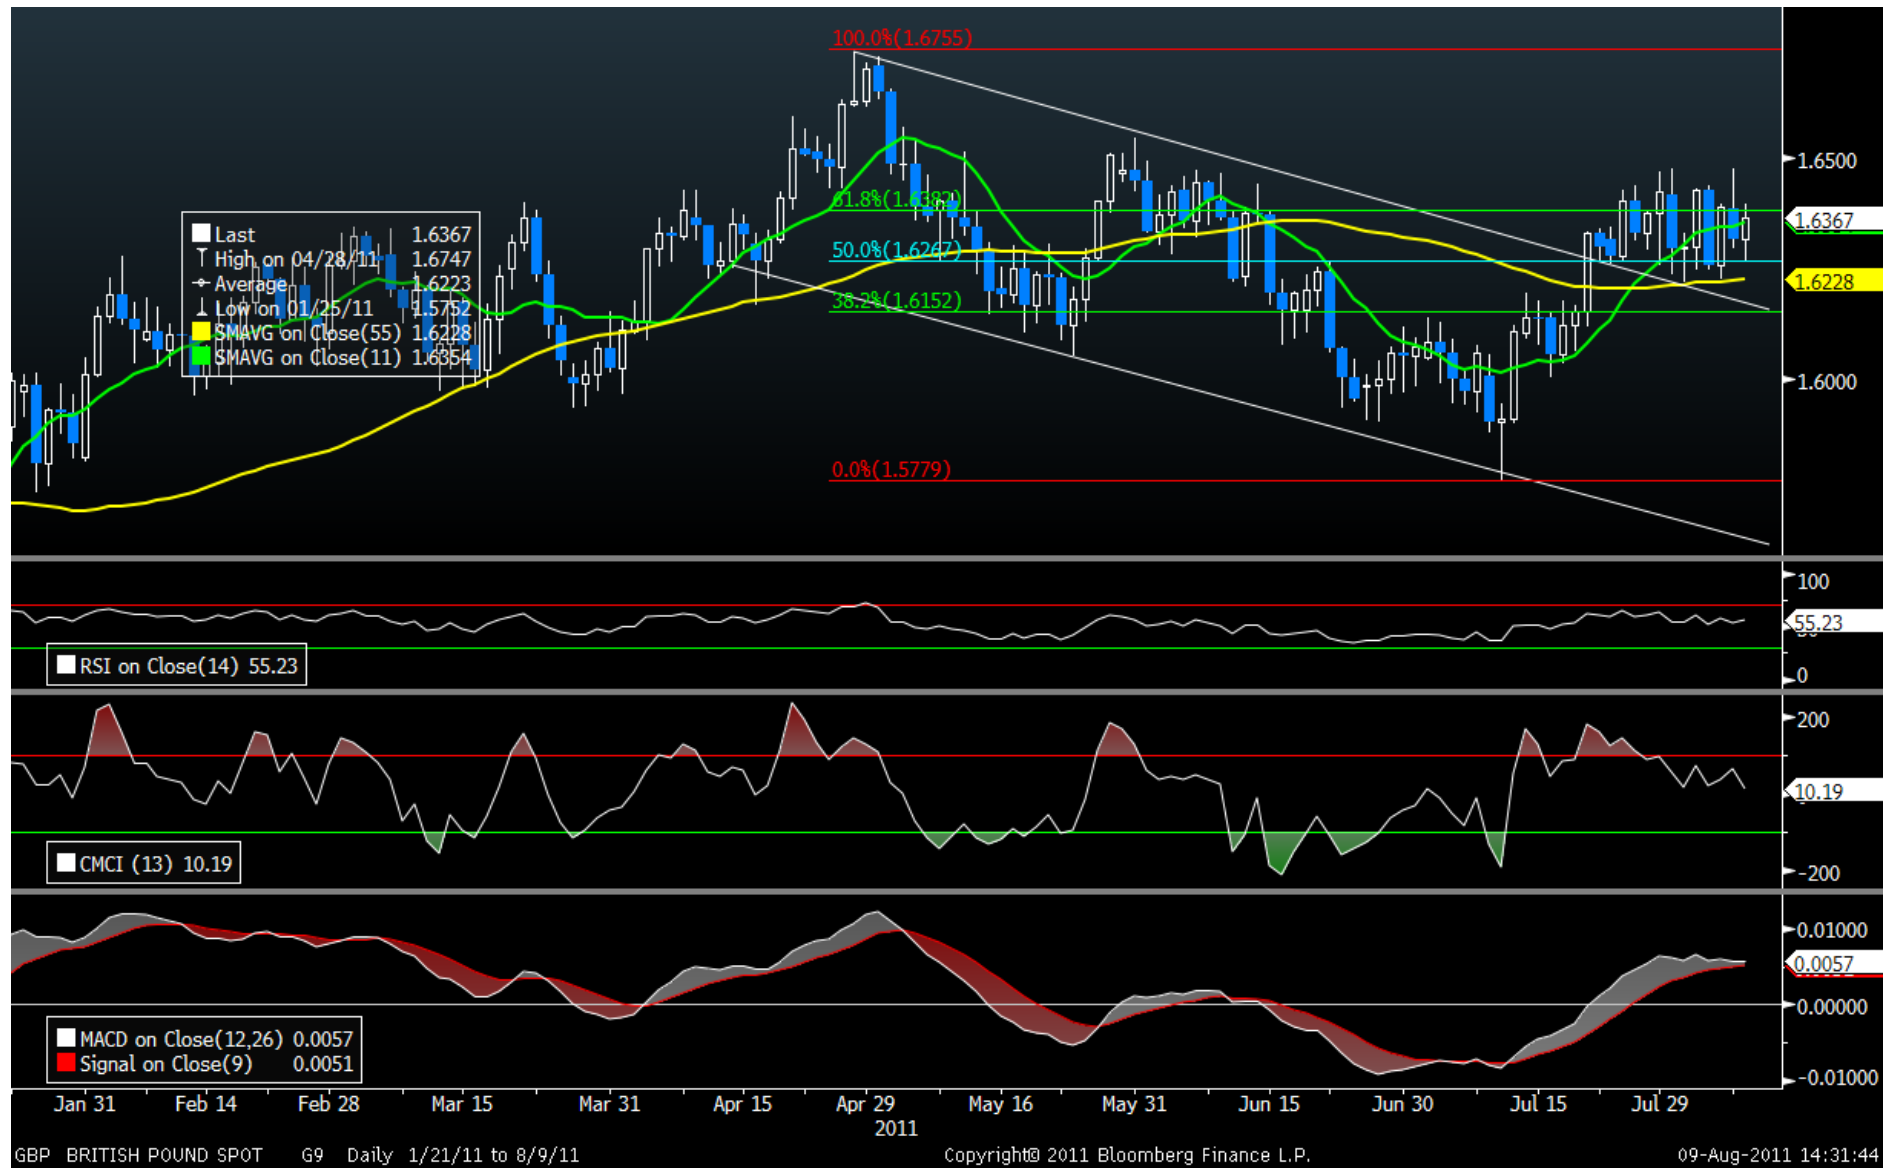 100.0%(1.6755)
1.6500
61.8%(1.6382)
1.6367
Last 1.6367
High on 04/28/11 1.6747
Average 1.6223
Low on 01/25/11 1.5752
SMAVG on Close(55) 1.6228
SMAVG on Close(11) 1.6354
50.0%(1.6267)
1.6228
38.2%(1.6152)
1.6000
0.0%(1.5779)
100
55.23
0
RSI on Close(14) 55.23
200
10.19
-200
CMCI (13) 10.19
0.01000
0.0057
0.00000
-0.01000
MACD on Close(12,26) 0.0057
Signal on Close(9) 0.0051
Jan 31 Feb 14 Feb 28 Mar 15 Mar 31 Apr 15 Apr 29 May 16 May 31 Jun 15 Jun 30 Jul 15 Jul 29
2011
GBP BRITISH POUND SPOT G9 Daily 1/21/11 to 8/9/11 Copyright© 2011 Bloomberg Finance L.P. 09-Aug-2011 14:31:44